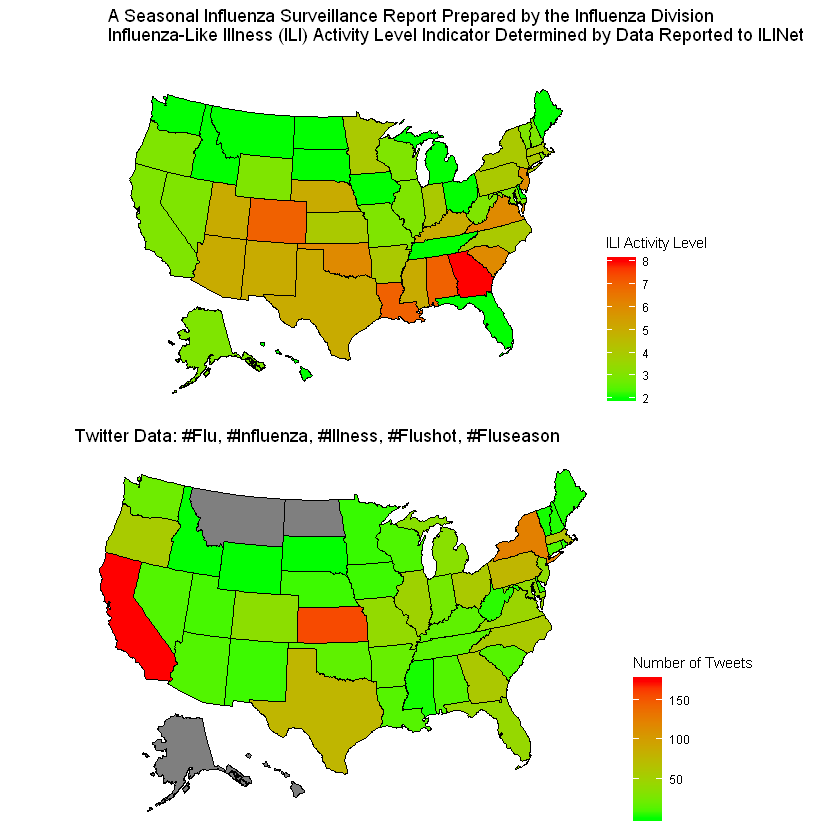 A Seasonal Influenza Surveillance Report Prepared by the Influenza Division
Influenza-Like Illness (ILI) Activity Level Indicator Determined by Data Reported to ILINet
ILI Activity Level
8
7
6
5
4
3
2
Twitter Data: #Flu, #Influenza, #Illness, #Flushot, #Fluseason
Number of Tweets
150
100
50